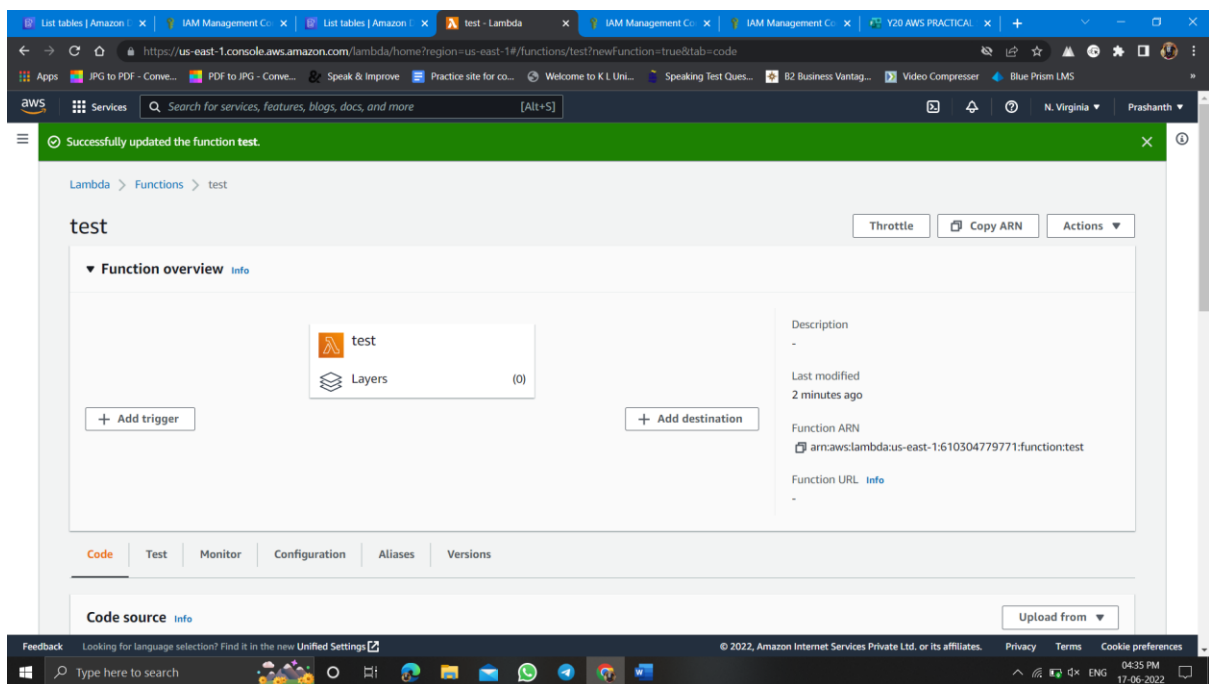 List tables | Amazon D
IAM Management Co
List tables | Amazon D
test - Lambda
IAM Management Co
IAM Management Co
Y20 AWS PRACTICAL
https://us-east-1.console.aws.amazon.com/lambda/home?region=us-east-1#/functions/test?newFunction=true&tab=code
Apps JPG to PDF - Conve... PDF to JPG - Conve... Speak & Improve Practice site for co... Welcome to K L Uni... Speaking Test Ques... B2 Business Vantag... Video Compresser Blue Prism LMS »
aws Services Search for services, features, blogs, docs, and more [Alt+S] N. Virginia ▼ Prashanth ▼
Successfully updated the function test.
Lambda > Functions > test
test
Throttle Copy ARN Actions ▼
▼ Function overview Info
test
Layers (0)
+ Add trigger
+ Add destination
Description
-
Last modified
2 minutes ago
Function ARN
arn:aws:lambda:us-east-1:610304779771:function:test
Function URL Info
-
Code Test Monitor Configuration Aliases Versions
Code source Info
Upload from ▼
Feedback Looking for language selection? Find it in the new Unified Settings © 2022, Amazon Internet Services Private Ltd. or its affiliates. Privacy Terms Cookie preferences
Type here to search ENG 04:35 PM
17-06-2022